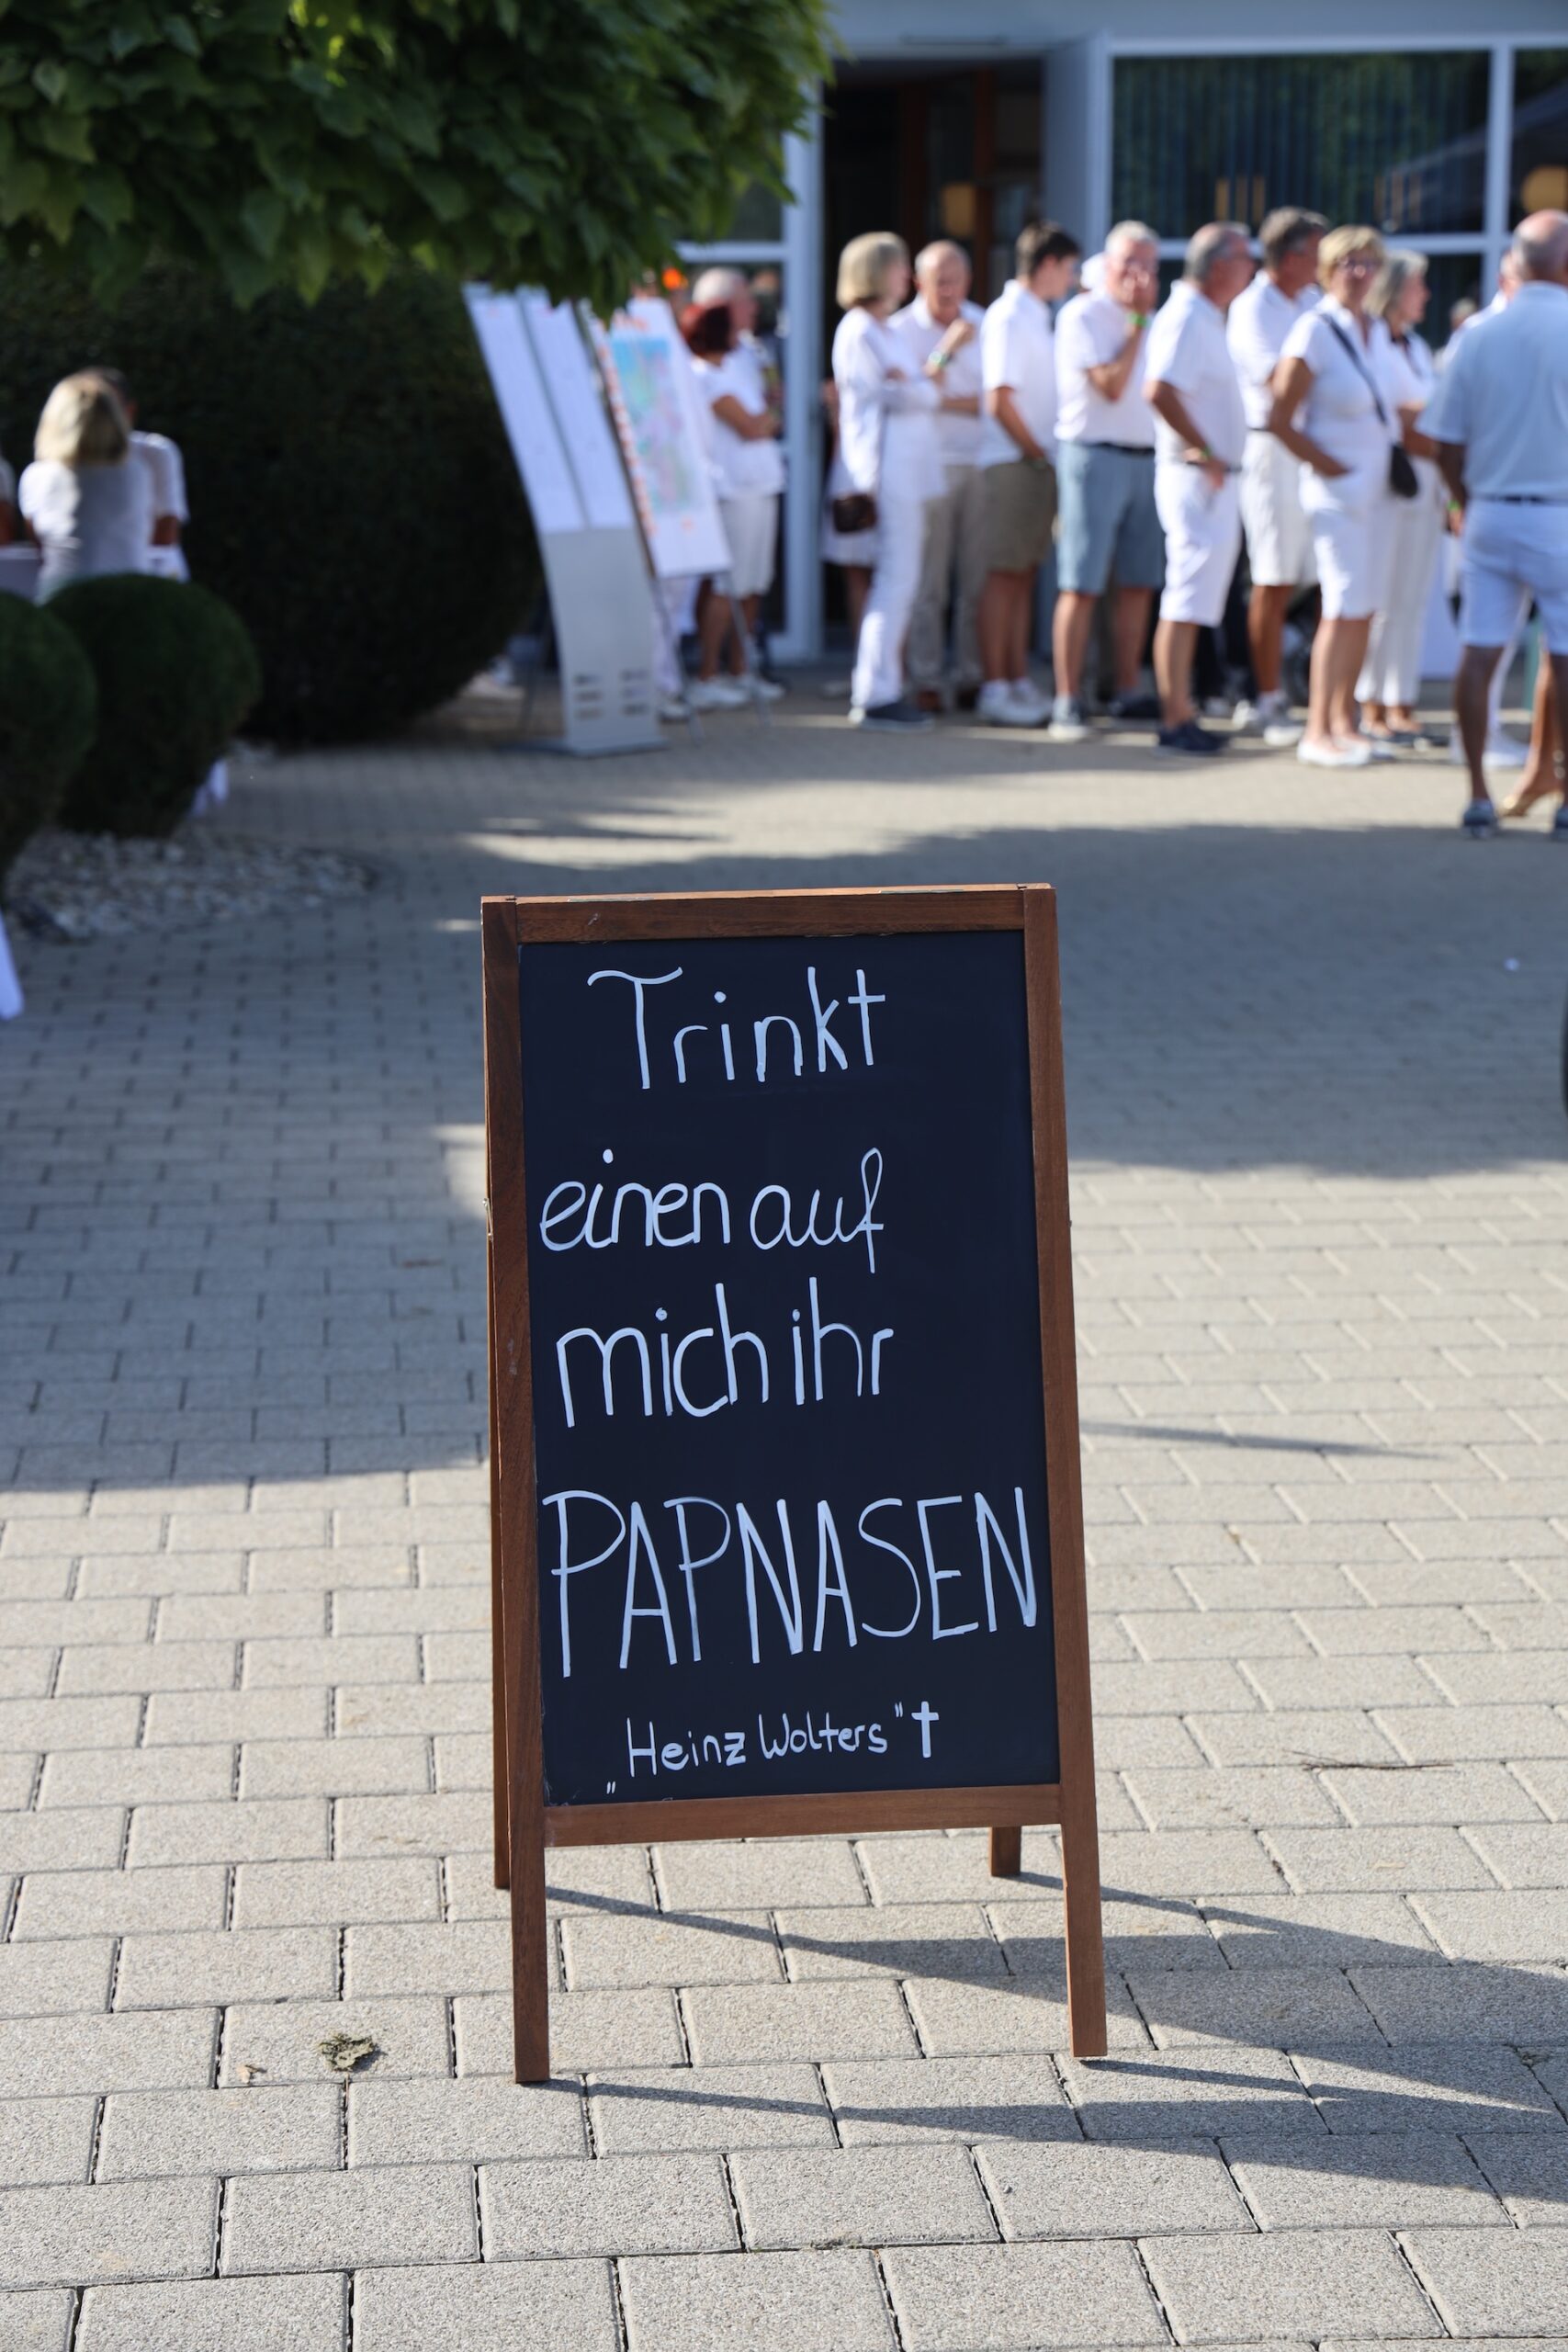 Trinkt
einen auf
mich ihr
PAPNASEN
„Heinz Wolters" †